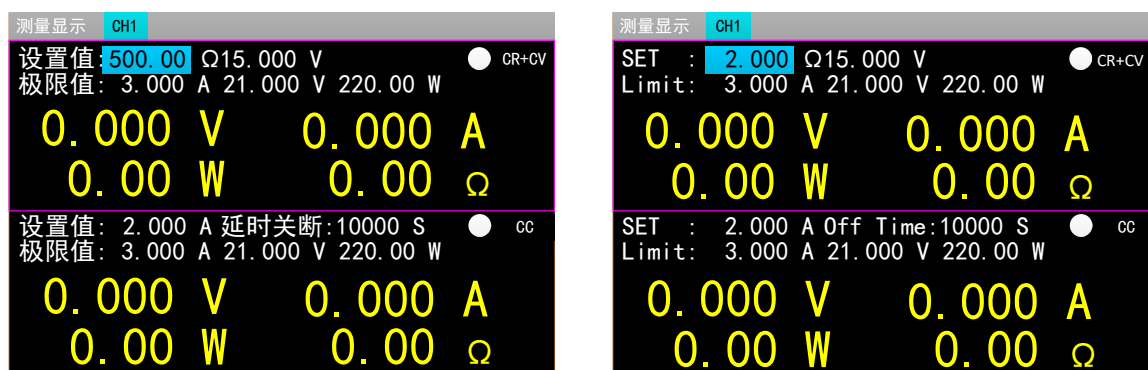 测量显示 CH1
设置值:500.00 Ω15.000 V CR+CV
极限值: 3.000 A 21.000 V 220.00 W
0.000 V 0.000 A
0.00 W 0.00 Ω
设置值: 2.000 A 延时关断:10000 S CC
极限值: 3.000 A 21.000 V 220.00 W
0.000 V 0.000 A
0.00 W 0.00 Ω
测量显示 CH1
SET : 2.000 Ω15.000 V CR+CV
Limit: 3.000 A 21.000 V 220.00 W
0.000 V 0.000 A
0.00 W 0.00 Ω
SET : 2.000 A Off Time:10000 S CC
Limit: 3.000 A 21.000 V 220.00 W
0.000 V 0.000 A
0.00 W 0.00 Ω